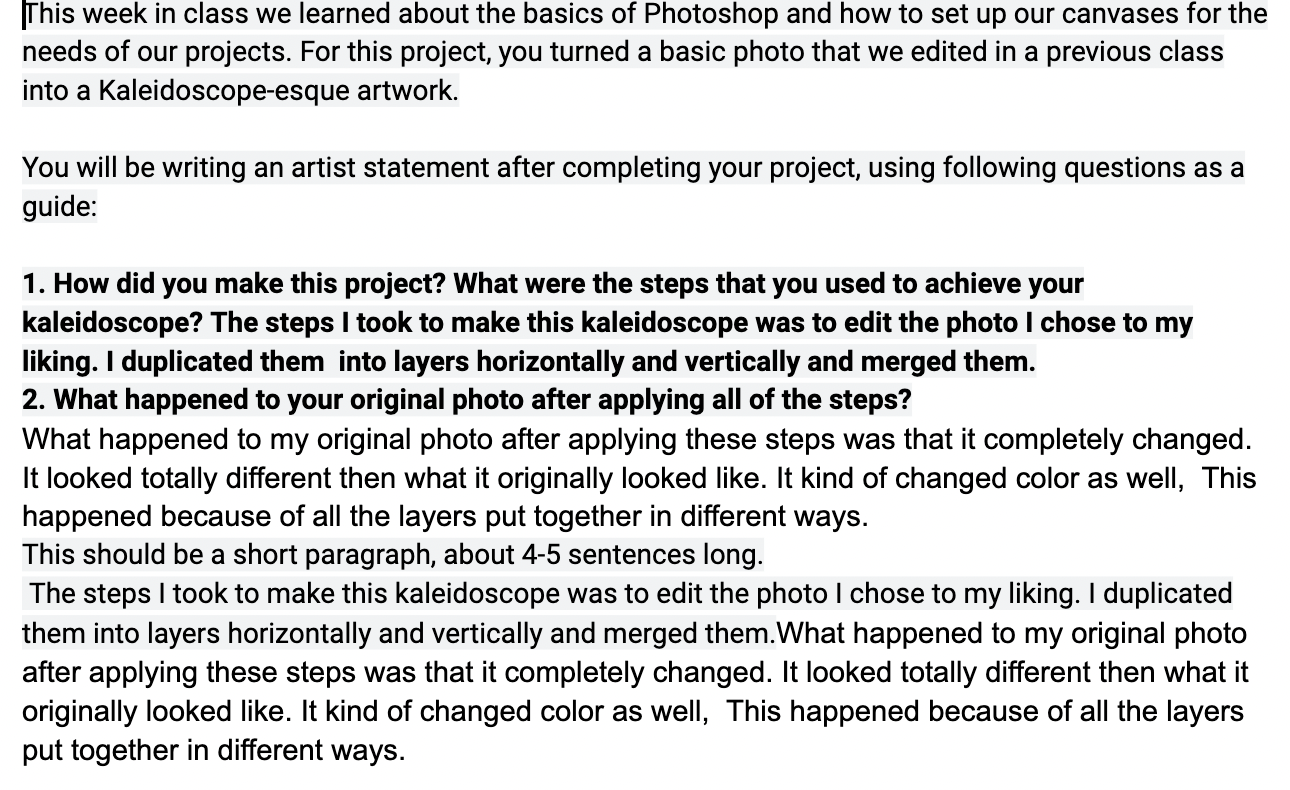 This week in class we learned about the basics of Photoshop and how to set up our canvases for the
needs of our projects. For this project, you turned a basic photo that we edited in a previous class
into a Kaleidoscope-esque artwork.
You will be writing an artist statement after completing your project, using following questions as a
guide:
1. How did you make this project? What were the steps that you used to achieve your
kaleidoscope? The steps I took to make this kaleidoscope was to edit the photo I chose to my
liking. I duplicated them  into layers horizontally and vertically and merged them.
2. What happened to your original photo after applying all of the steps?
What happened to my original photo after applying these steps was that it completely changed.
It looked totally different then what it originally looked like. It kind of changed color as well,  This
happened because of all the layers put together in different ways.
This should be a short paragraph, about 4-5 sentences long.
The steps I took to make this kaleidoscope was to edit the photo I chose to my liking. I duplicated
them into layers horizontally and vertically and merged them.What happened to my original photo
after applying these steps was that it completely changed. It looked totally different then what it
originally looked like. It kind of changed color as well,  This happened because of all the layers
put together in different ways.